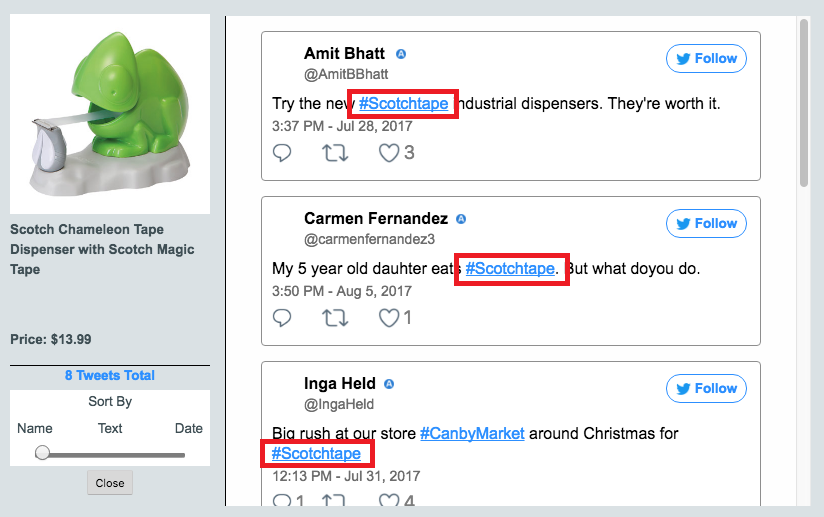 Scotch Chameleon Tape
Dispenser with Scotch Magic
Tape
Price: $13.99
8 Tweets Total
Sort By
Name Text Date
Close
Amit Bhatt
@AmitBBhatt
Follow
Try the new #Scotchtape industrial dispensers. They're worth it.
3:37 PM - Jul 28, 2017
3
Carmen Fernandez
@carmenfernandez3
Follow
My 5 year old dauhter eats #Scotchtape. But what doyou do.
3:50 PM - Aug 5, 2017
1
Inga Held
@IngaHeld
Follow
Big rush at our store #CanbyMarket around Christmas for
#Scotchtape
12:13 PM - Jul 31, 2017
1 4